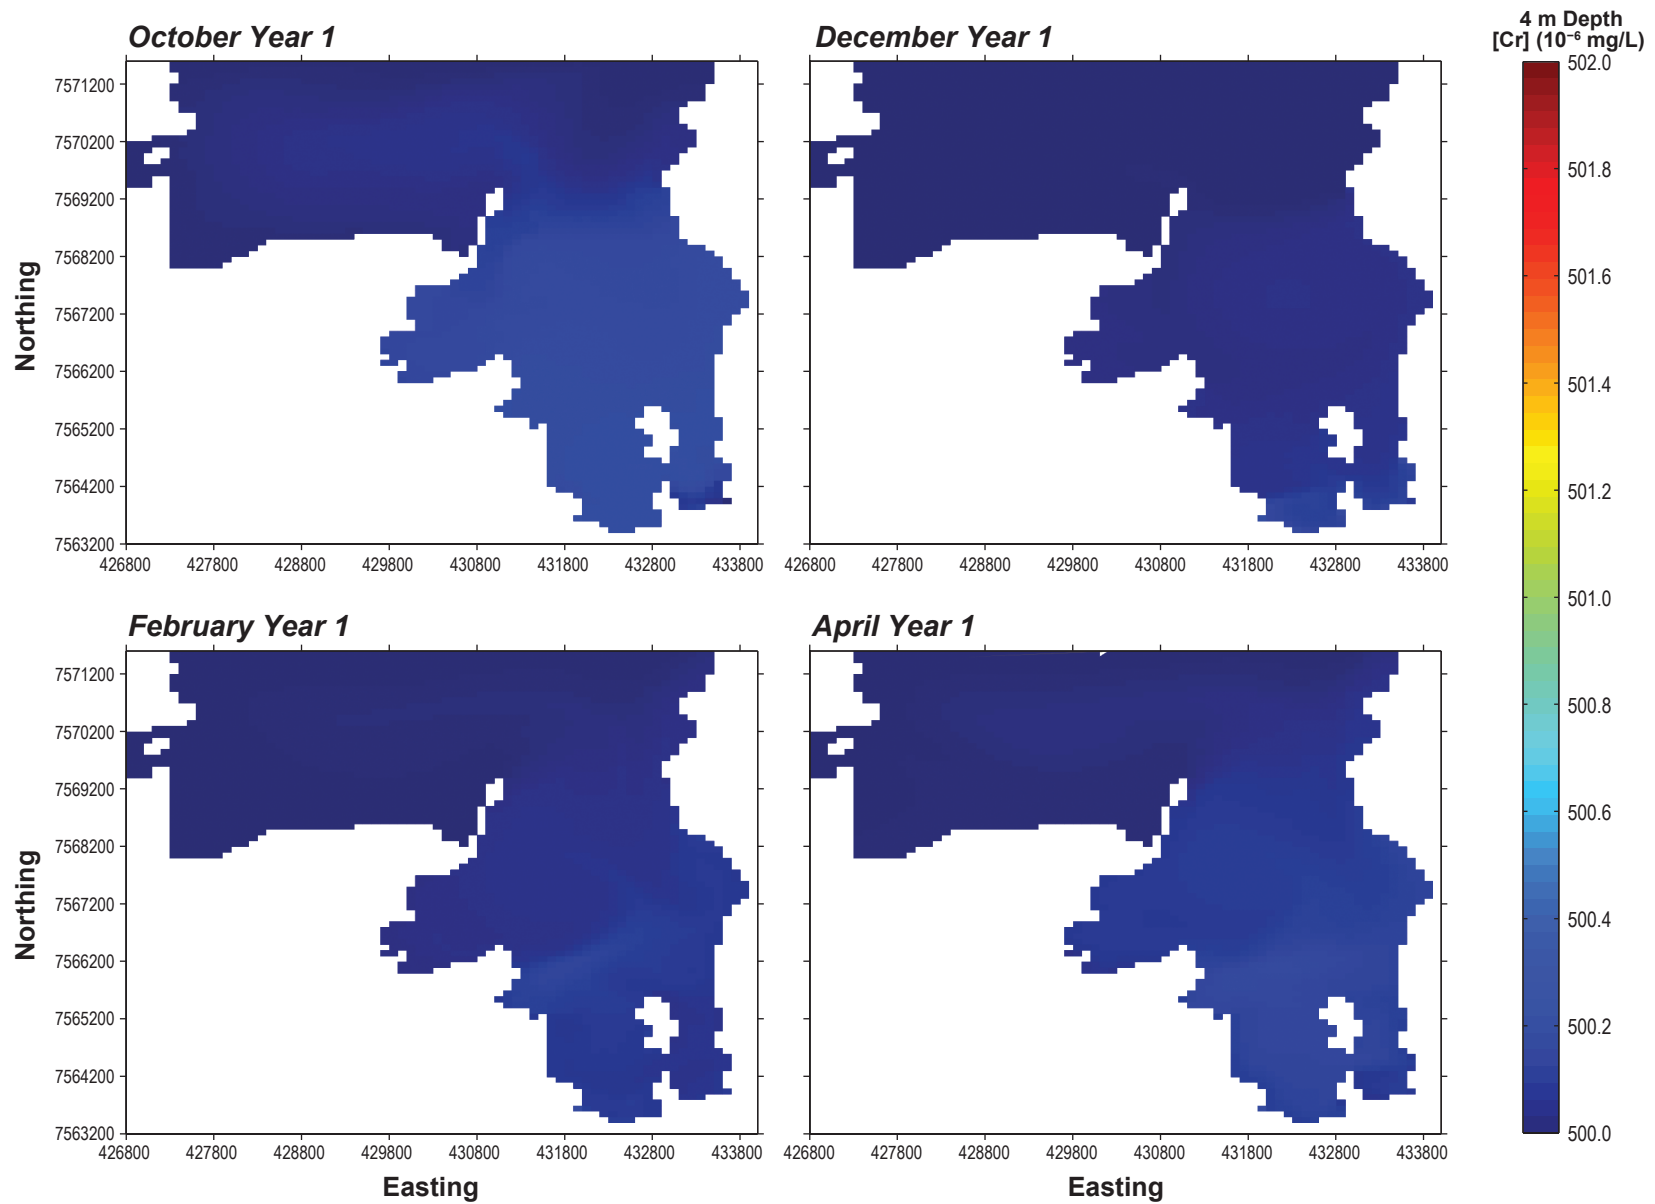 October Year 1
December Year 1
4 m Depth
[Cr] (10⁻⁶ mg/L)
Northing
7571200
7570200
7569200
7568200
7567200
7566200
7565200
7564200
7563200
426800 427800 428800 429800 430800 431800 432800 433800
426800 427800 428800 429800 430800 431800 432800 433800
502.0
501.8
501.6
501.4
501.2
501.0
500.8
500.6
500.4
500.2
500.0
February Year 1
April Year 1
Northing
7571200
7570200
7569200
7568200
7567200
7566200
7565200
7564200
7563200
426800 427800 428800 429800 430800 431800 432800 433800
426800 427800 428800 429800 430800 431800 432800 433800
Easting
Easting